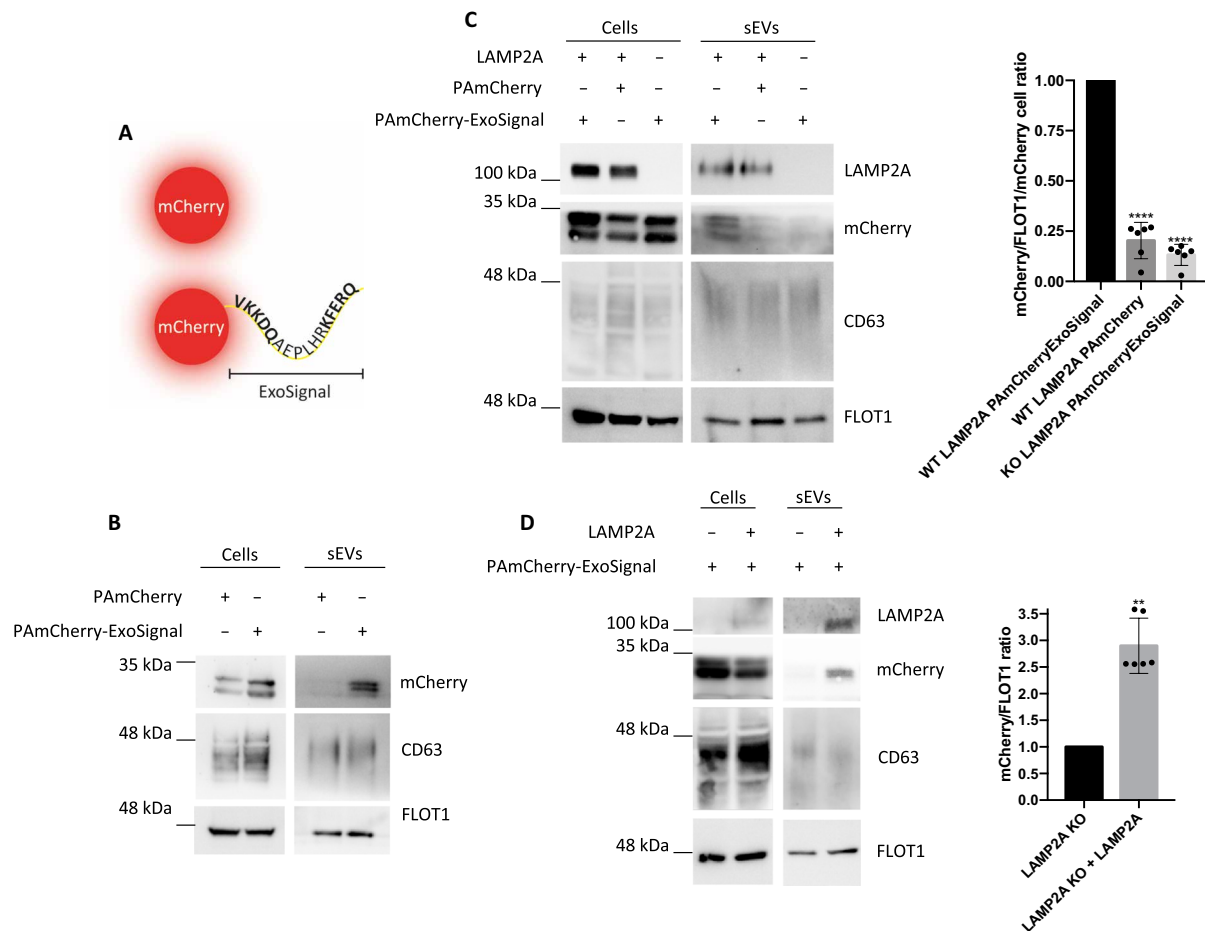 A
mCherry
mCherry
VKKDQAEPLHRKFERQ
ExoSignal
B
Cells sEVs
PAmCherry + – + –
PAmCherry-ExoSignal – + – +
35 kDa mCherry
48 kDa CD63
48 kDa FLOT1
C
Cells sEVs
LAMP2A + + – + + –
PAmCherry – + – – + –
PAmCherry-ExoSignal + – + + – +
100 kDa LAMP2A
35 kDa mCherry
48 kDa CD63
48 kDa FLOT1
mCherry/FLOT1/mCherry cell ratio
1.00
0.75
0.50
0.25
0.00
****
****
WT LAMP2A PAmCherryExoSignal
WT LAMP2A PAmCherry
KO LAMP2A PAmCherryExoSignal
D
Cells sEVs
LAMP2A – + – +
PAmCherry-ExoSignal + + + +
100 kDa LAMP2A
35 kDa mCherry
48 kDa CD63
48 kDa FLOT1
mCherry/FLOT1 ratio
3.5
3.0
2.5
2.0
1.5
1.0
0.5
0.0
**
LAMP2A KO
LAMP2A KO + LAMP2A